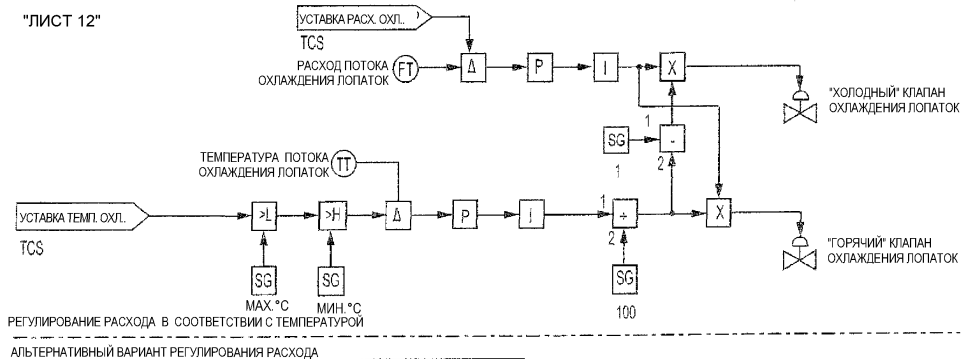 "ЛИСТ 12"
УСТАВКА РАСХ. ОХЛ..
TCS
РАСХОД ПОТОКА
ОХЛАЖДЕНИЯ ЛОПАТОК
FT
Δ
P
I
X
"ХОЛОДНЫЙ" КЛАПАН
ОХЛАЖДЕНИЯ ЛОПАТОК
1
SG
-
1
2
ТЕМПЕРАТУРА ПОТОКА
ОХЛАЖДЕНИЯ ЛОПАТОК
TT
УСТАВКА ТЕМП. ОХЛ..
TCS
>L
>H
Δ
P
I
1
÷
2
X
"ГОРЯЧИЙ" КЛАПАН
ОХЛАЖДЕНИЯ ЛОПАТОК
SG
MAX.°C
SG
МИН.°C
SG
100
РЕГУЛИРОВАНИЕ РАСХОДА В СООТВЕТСТВИИ С ТЕМПЕРАТУРОЙ
АЛЬТЕРНАТИВНЫЙ ВАРИАНТ РЕГУЛИРОВАНИЯ РАСХОДА